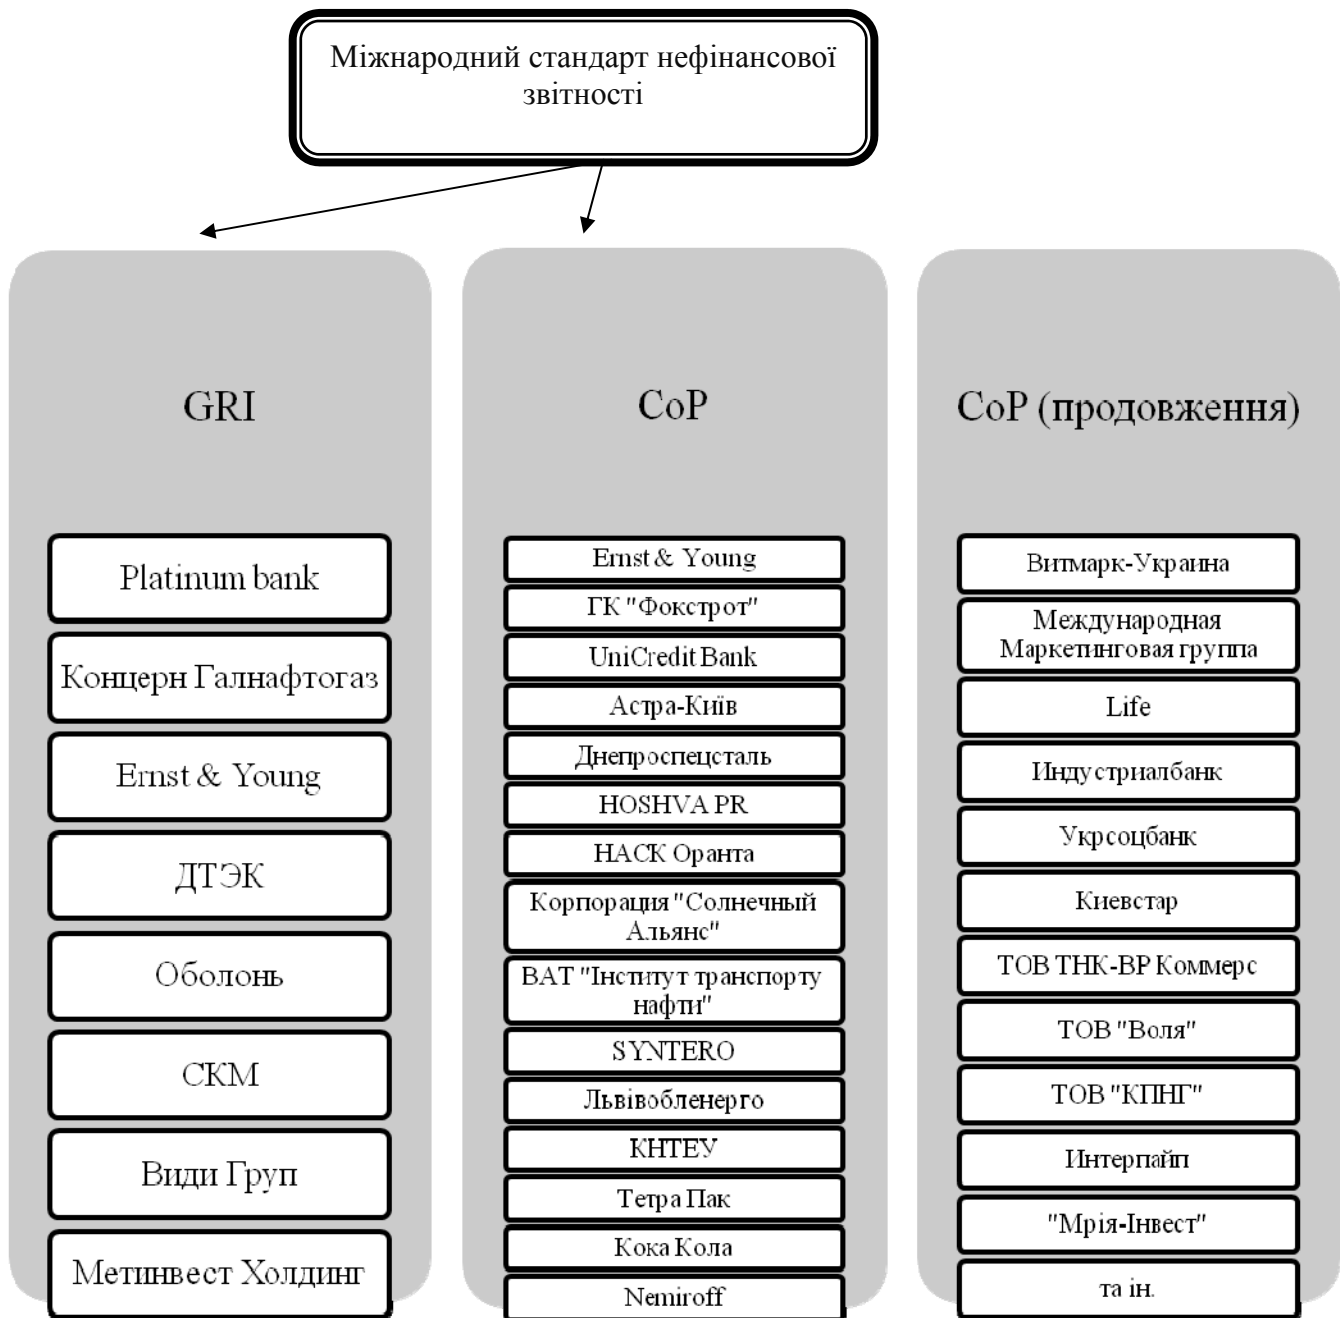 Міжнародний стандарт нефінансової
звітності
GRI
Platinum bank
Концерн Галнафтогаз
Ernst & Young
ДТЭК
Оболонь
СКМ
Види Груп
Метинвест Холдинг
CoP
Ernst & Young
ГК "Фокстрот"
UniCredit Bank
Астра-Київ
Днепроспецсталь
HOSHVA PR
НАСК Оранта
Корпорация "Солнечный
Альянс"
ВАТ "Інститут транспорту
нафти"
SYNTERO
Львівобленерго
КНТЕУ
Тетра Пак
Кока Кола
Nemiroff
CoP (продовження)
Витмарк-Украина
Международная
Маркетинговая группа
Life
Индустриалбанк
Укрсоцбанк
Киевстар
ТОВ ТНК-ВР Коммерс
ТОВ "Воля"
ТОВ "КПНГ"
Интерпайп
"Мрія-Інвест"
та ін.